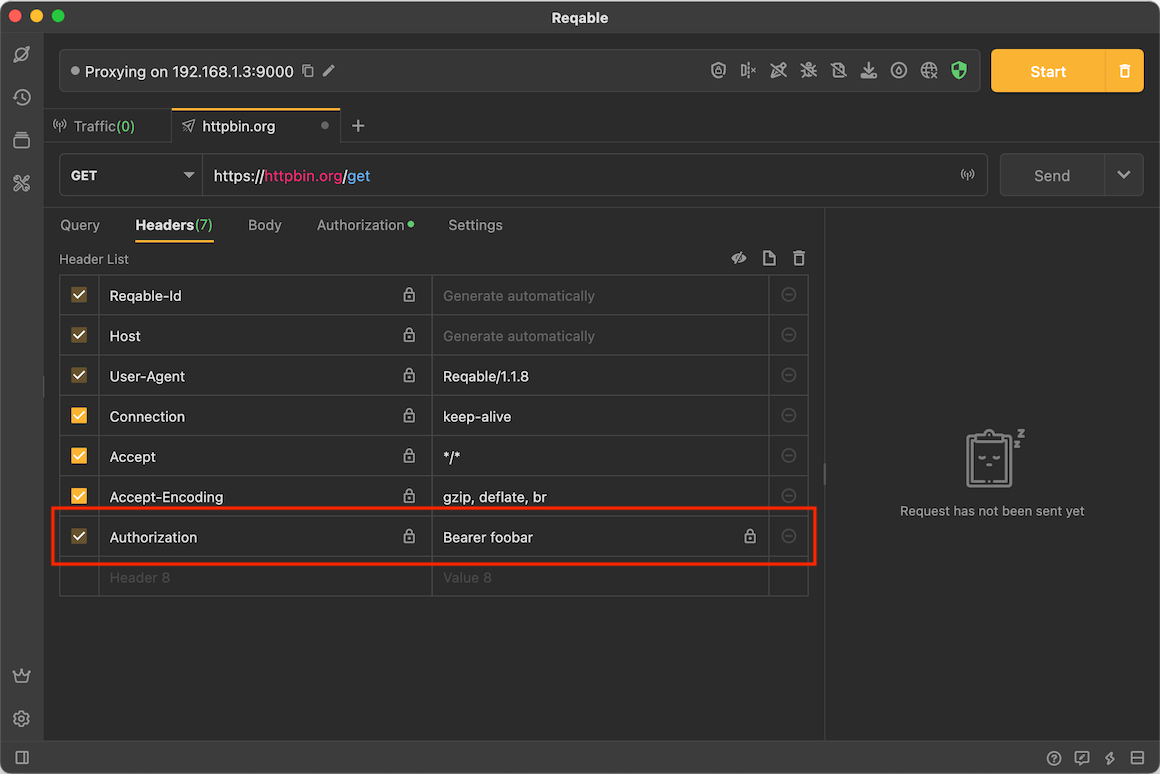 Reqable
Proxying on 192.168.1.3:9000
Start
Traffic(0)
httpbin.org
GET
https://httpbin.org/get
Send
Query
Headers(7)
Body
Authorization
Settings
Header List
Reqable-Id Generate automatically
Host Generate automatically
User-Agent Reqable/1.1.8
Connection keep-alive
Accept */*
Accept-Encoding gzip, deflate, br
Authorization Bearer foobar
Header 8 Value 8
z
z
z
Request has not been sent yet